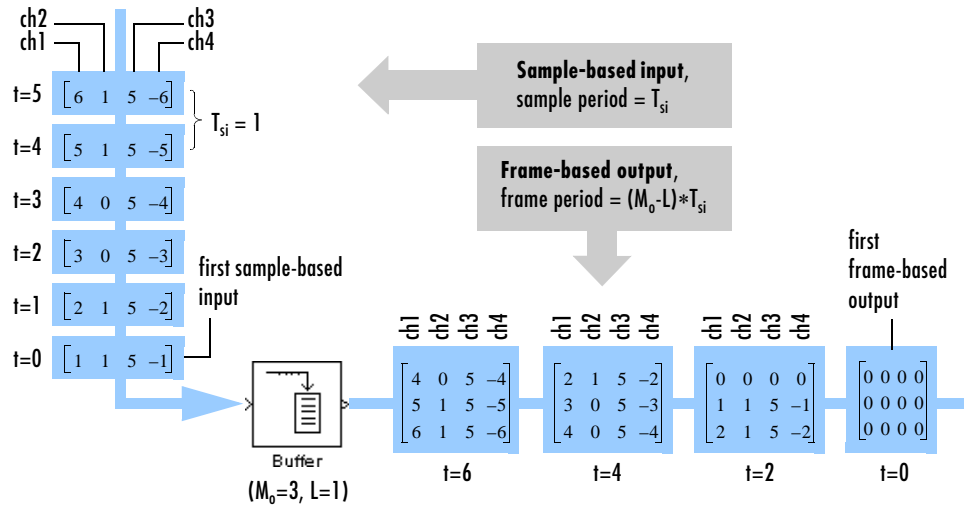 ch2
ch1
ch3
ch4
t=5 [6 1 5 –6]
T_si = 1
t=4 [5 1 5 –5]
t=3 [4 0 5 –4]
t=2 [3 0 5 –3]
t=1 [2 1 5 –2]
t=0 [1 1 5 –1]
first sample-based
input
Sample-based input,
sample period = T_si
Frame-based output,
frame period = (M_o-L)*T_si
first
frame-based
output
Buffer
(M_o=3, L=1)
ch1 ch2 ch3 ch4
4 0 5 –4
5 1 5 –5
6 1 5 –6
t=6
ch1 ch2 ch3 ch4
2 1 5 –2
3 0 5 –3
4 0 5 –4
t=4
ch1 ch2 ch3 ch4
0 0 0 0
1 1 5 –1
2 1 5 –2
t=2
0 0 0 0
0 0 0 0
0 0 0 0
t=0